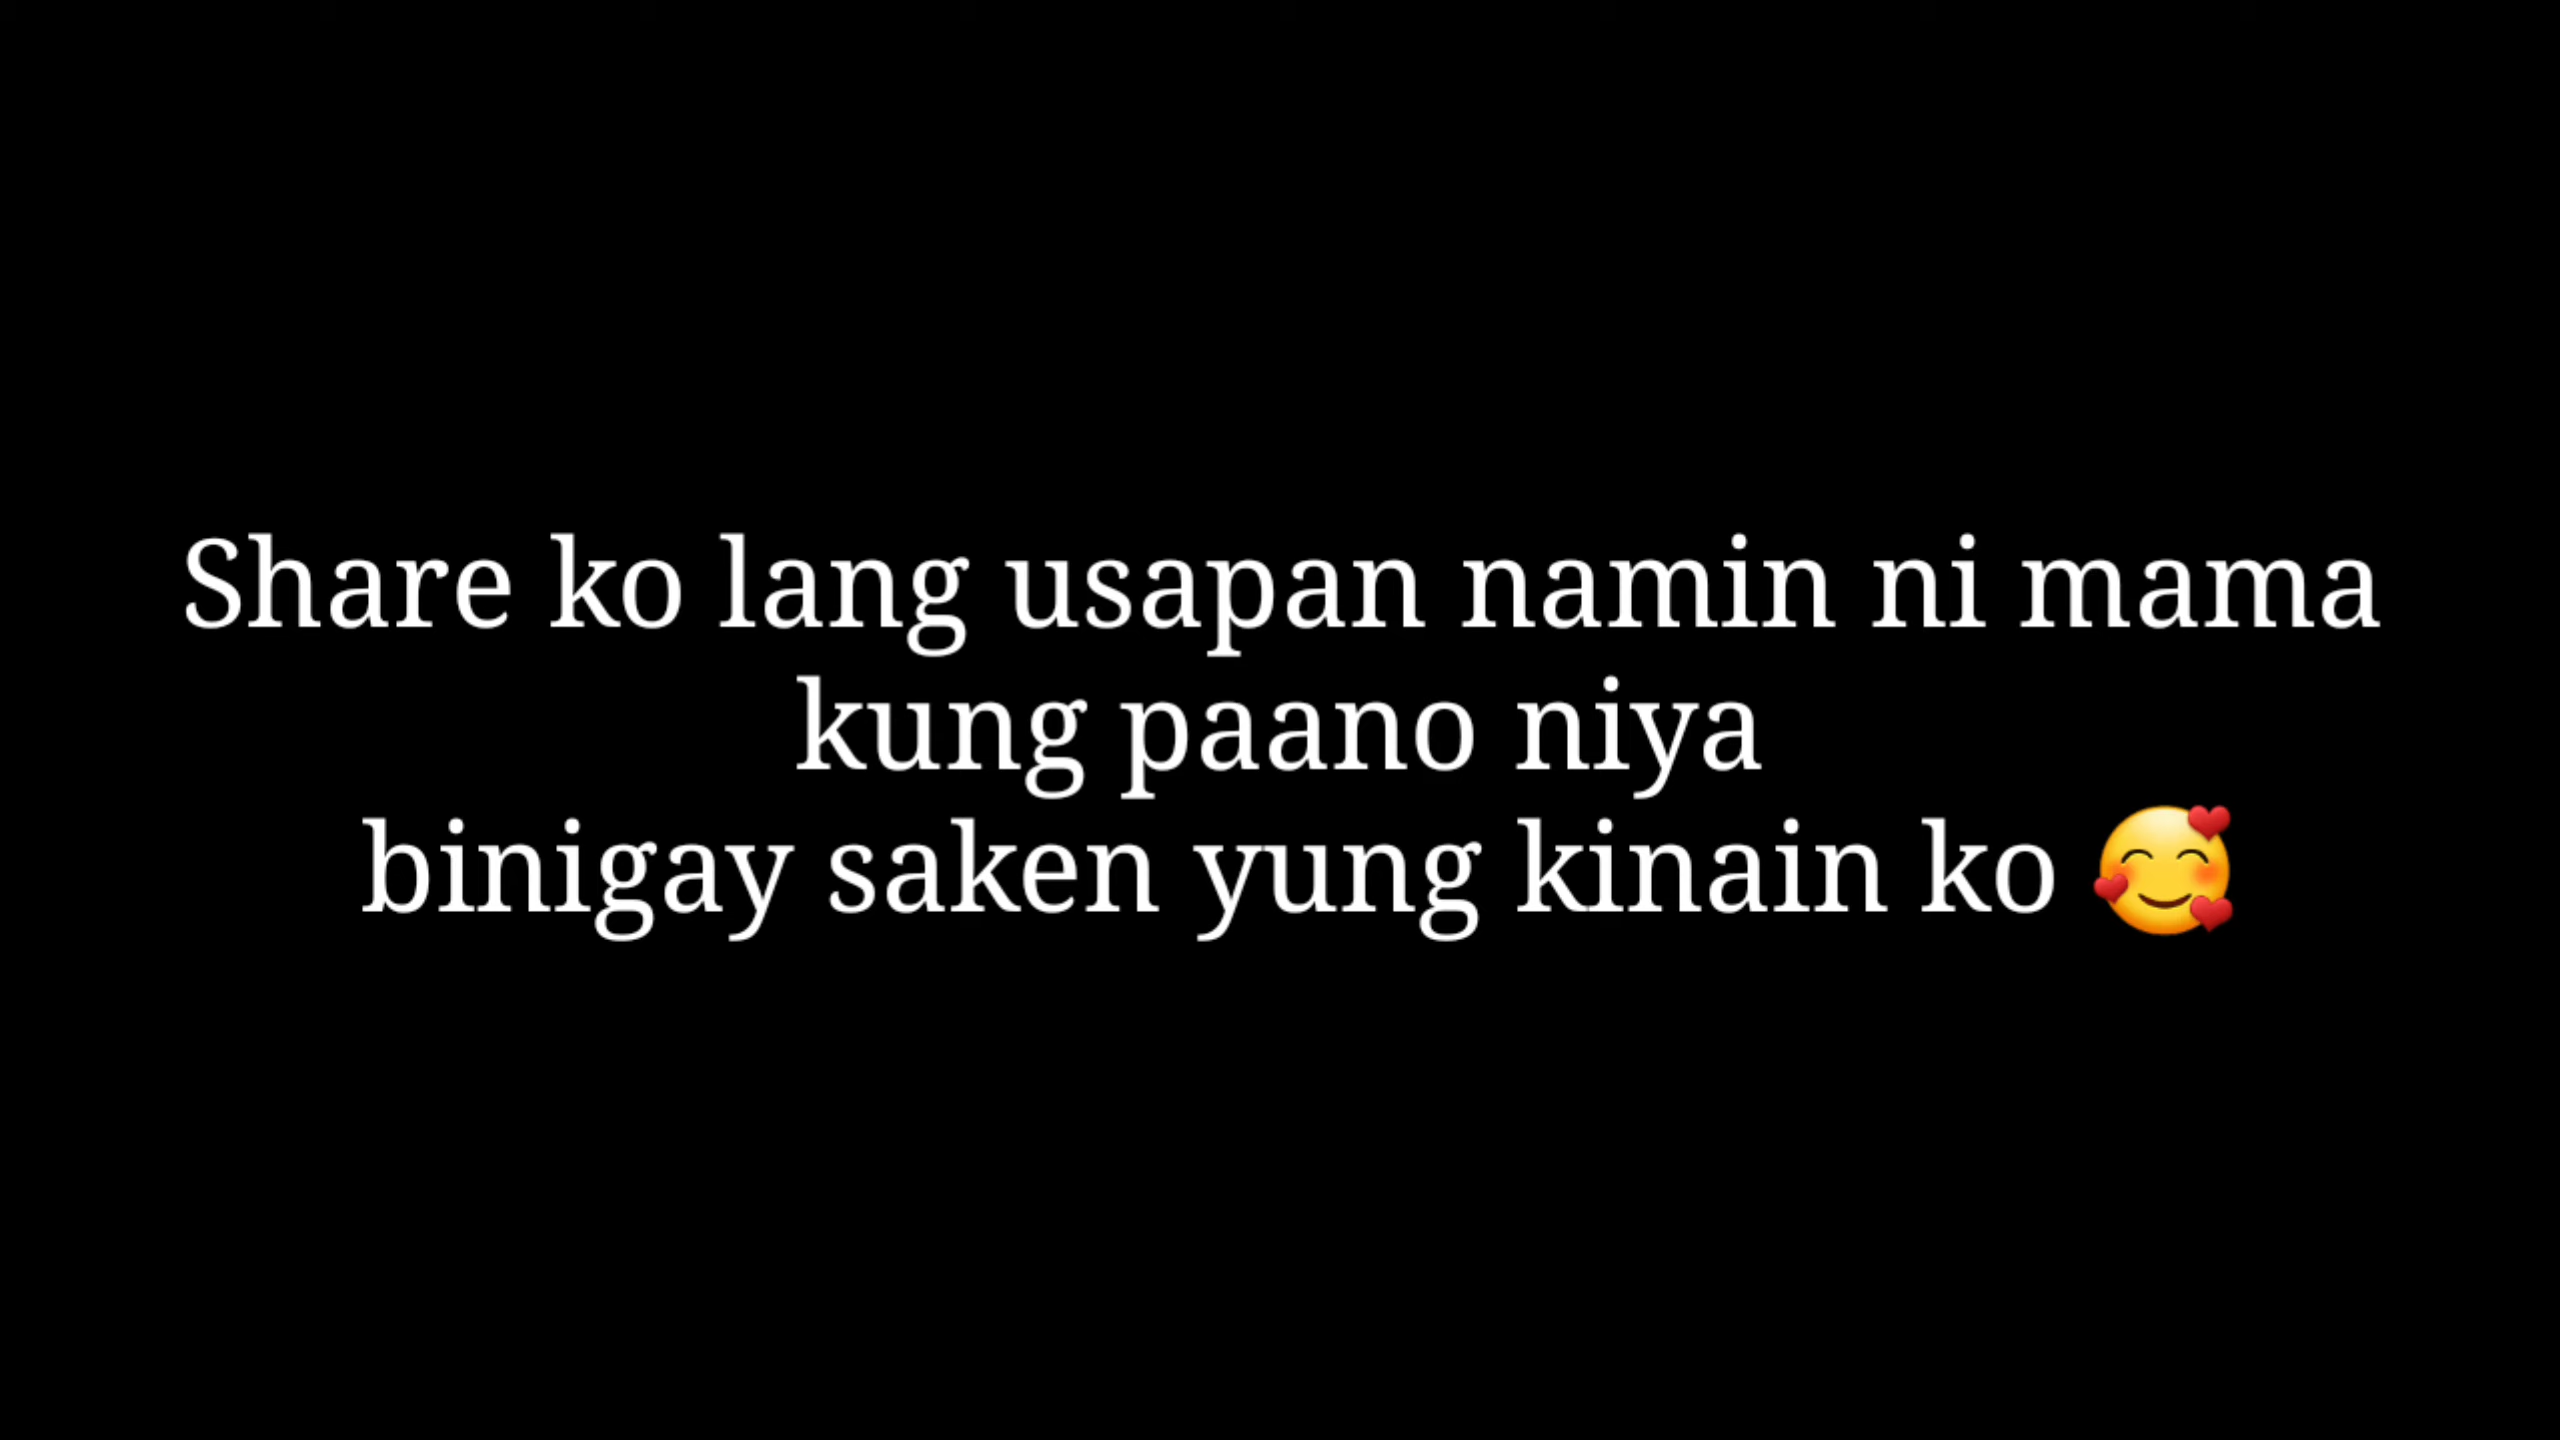 Share ko lang usapan namin ni mama
kung paano niya
binigay saken yung kinain ko 🥰